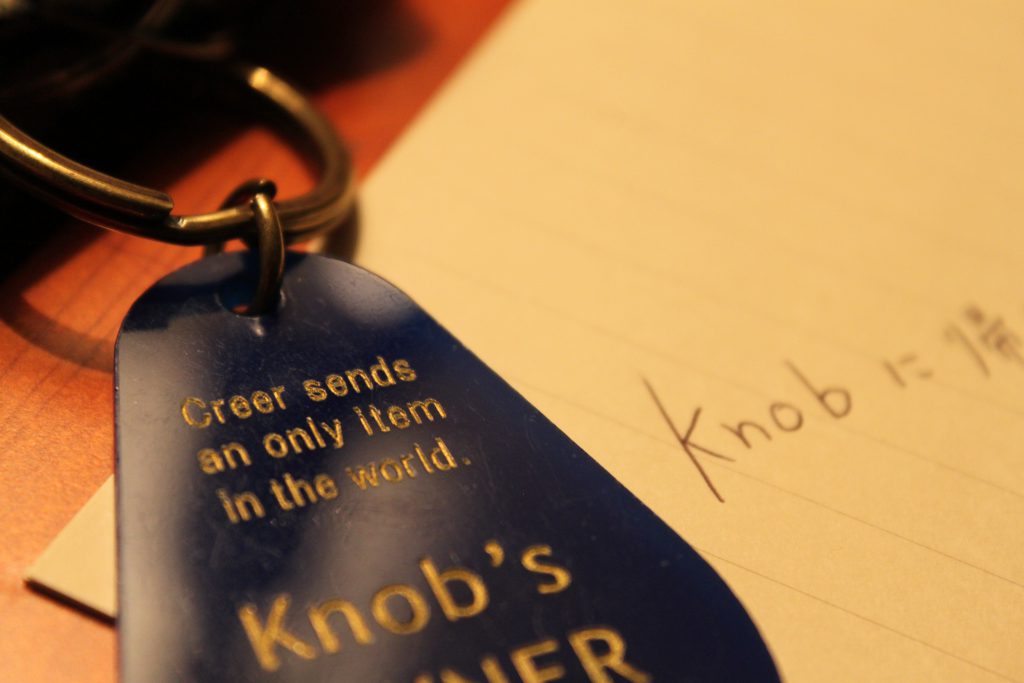 Creer sends
an only item
in the world.
Knob's
Knob に